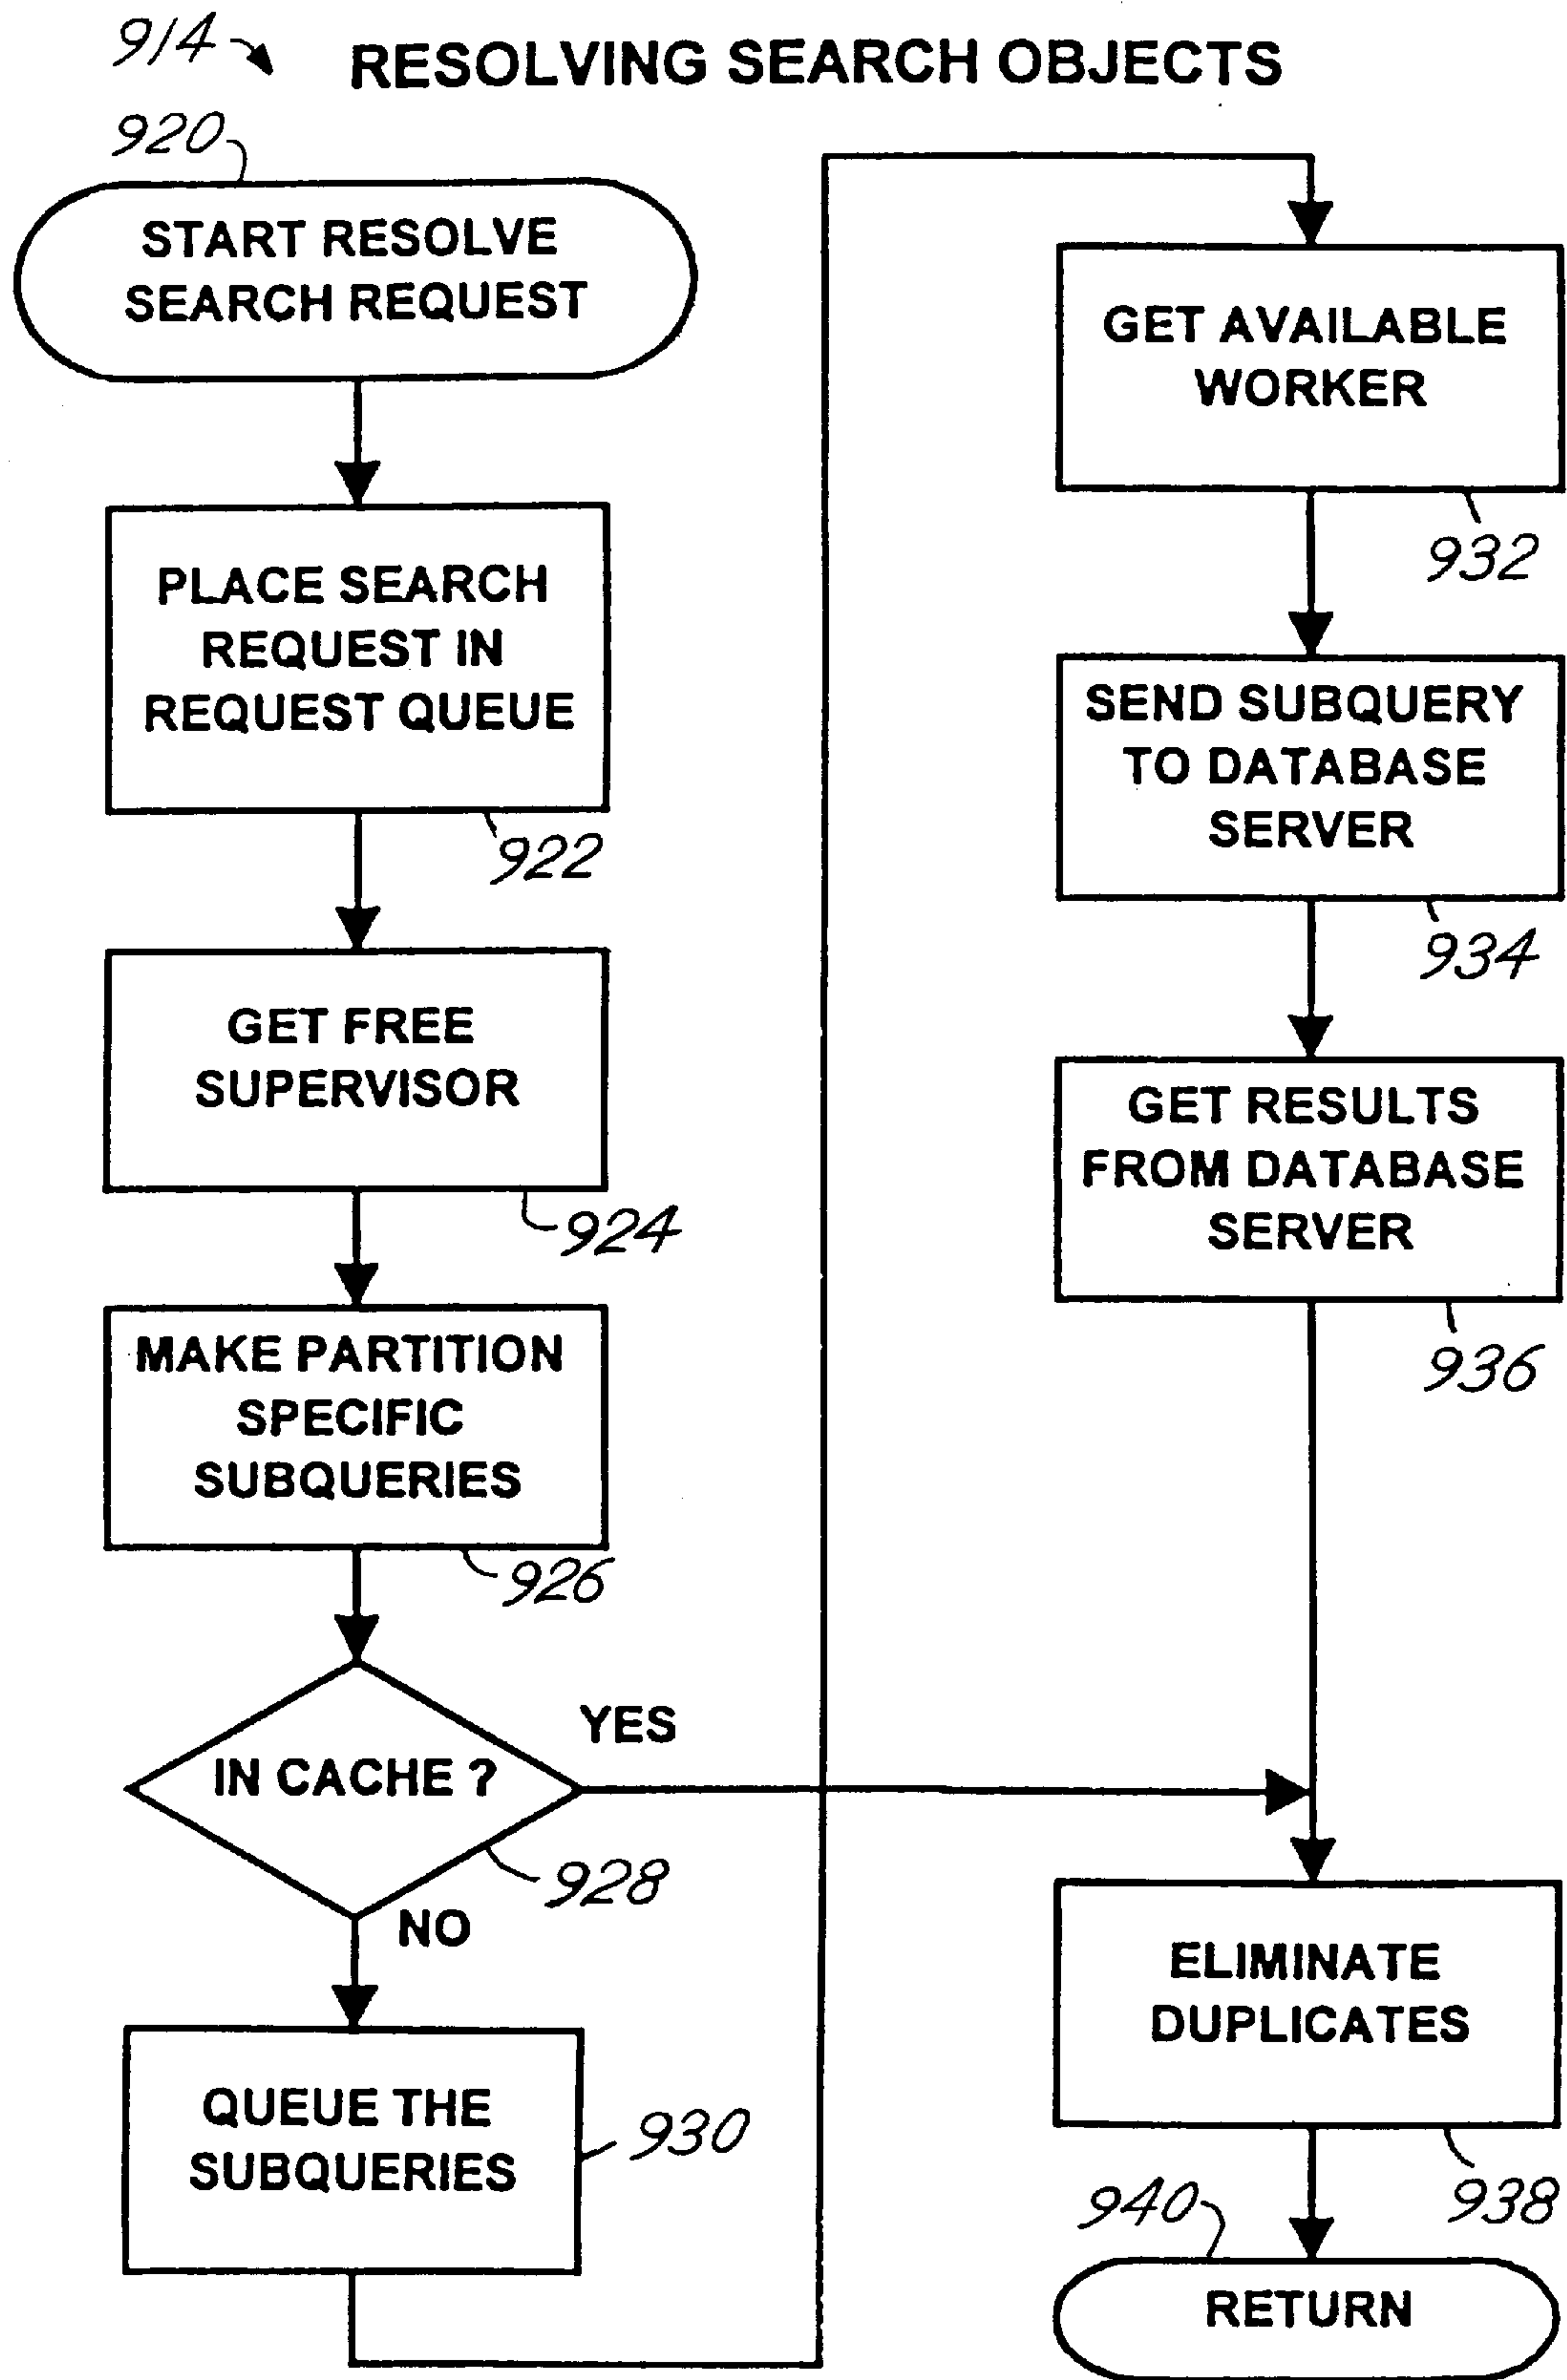 914
RESOLVING SEARCH OBJECTS
920
START RESOLVE
SEARCH REQUEST
PLACE SEARCH
REQUEST IN
REQUEST QUEUE
922
GET FREE
SUPERVISOR
924
MAKE PARTITION
SPECIFIC
SUBQUERIES
926
IN CACHE ?
YES
928
NO
QUEUE THE
SUBQUERIES
930
GET AVAILABLE
WORKER
932
SEND SUBQUERY
TO DATABASE
SERVER
934
GET RESULTS
FROM DATABASE
SERVER
936
ELIMINATE
DUPLICATES
938
940
RETURN